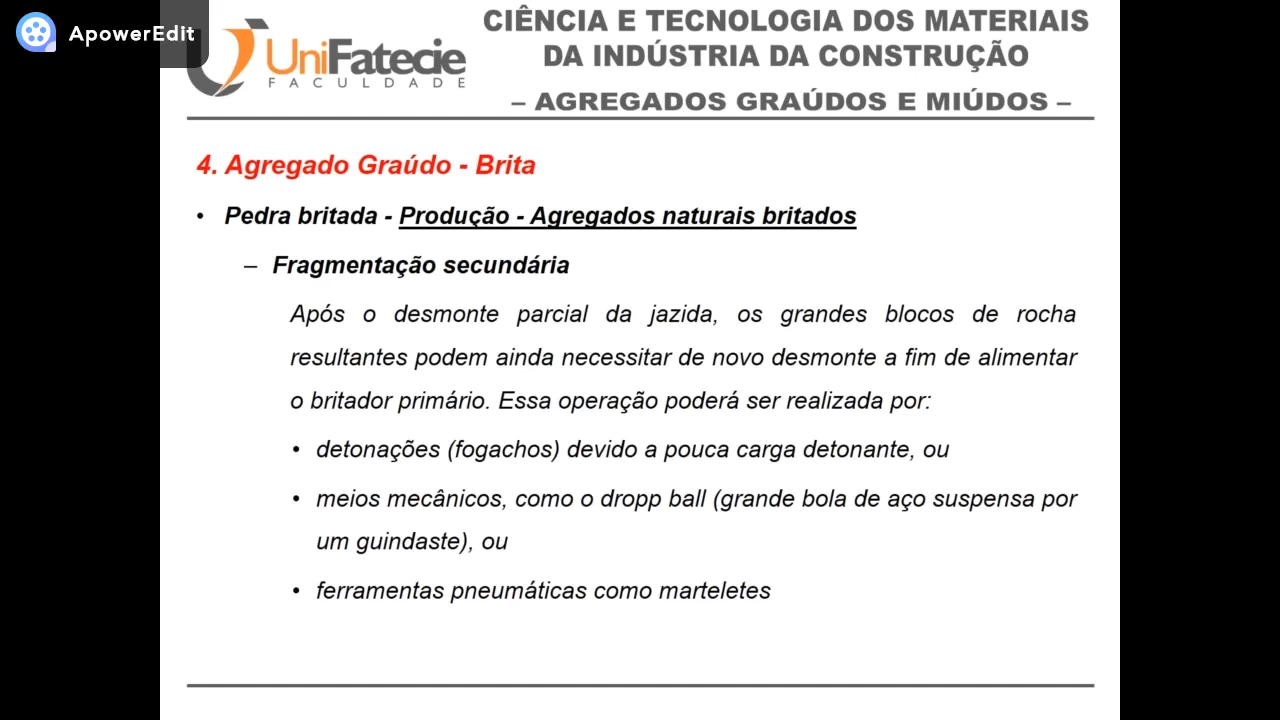 ApowerEdit
UniFatecie
FACULDADE
CIÊNCIA E TECNOLOGIA DOS MATERIAIS
DA INDÚSTRIA DA CONSTRUÇÃO
– AGREGADOS GRAÚDOS E MIÚDOS –
4. Agregado Graúdo - Brita
• Pedra britada - Produção - Agregados naturais britados
– Fragmentação secundária
Após o desmonte parcial da jazida, os grandes blocos de rocha
resultantes podem ainda necessitar de novo desmonte a fim de alimentar
o britador primário. Essa operação poderá ser realizada por:
• detonações (fogachos) devido a pouca carga detonante, ou
• meios mecânicos, como o dropp ball (grande bola de aço suspensa por
um guindaste), ou
• ferramentas pneumáticas como marteletes